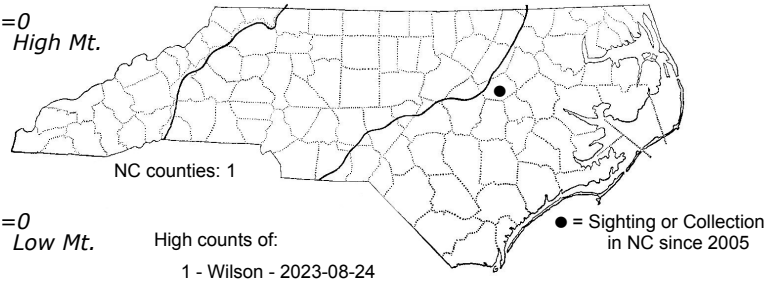 =0
High Mt.
NC counties: 1
=0
Low Mt.
High counts of:
1 - Wilson - 2023-08-24
● = Sighting or Collection
in NC since 2005